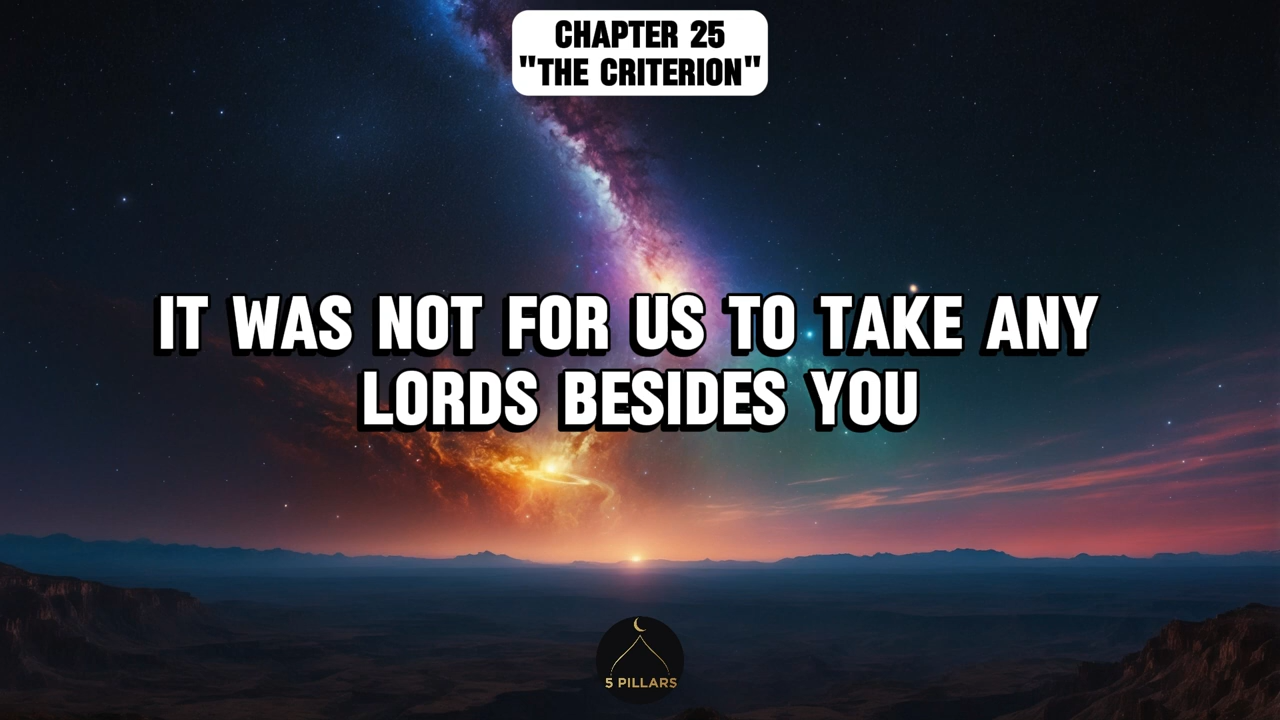 CHAPTER 25
"THE CRITERION"
IT WAS NOT FOR US TO TAKE ANY
LORDS BESIDES YOU
5 PILLARS